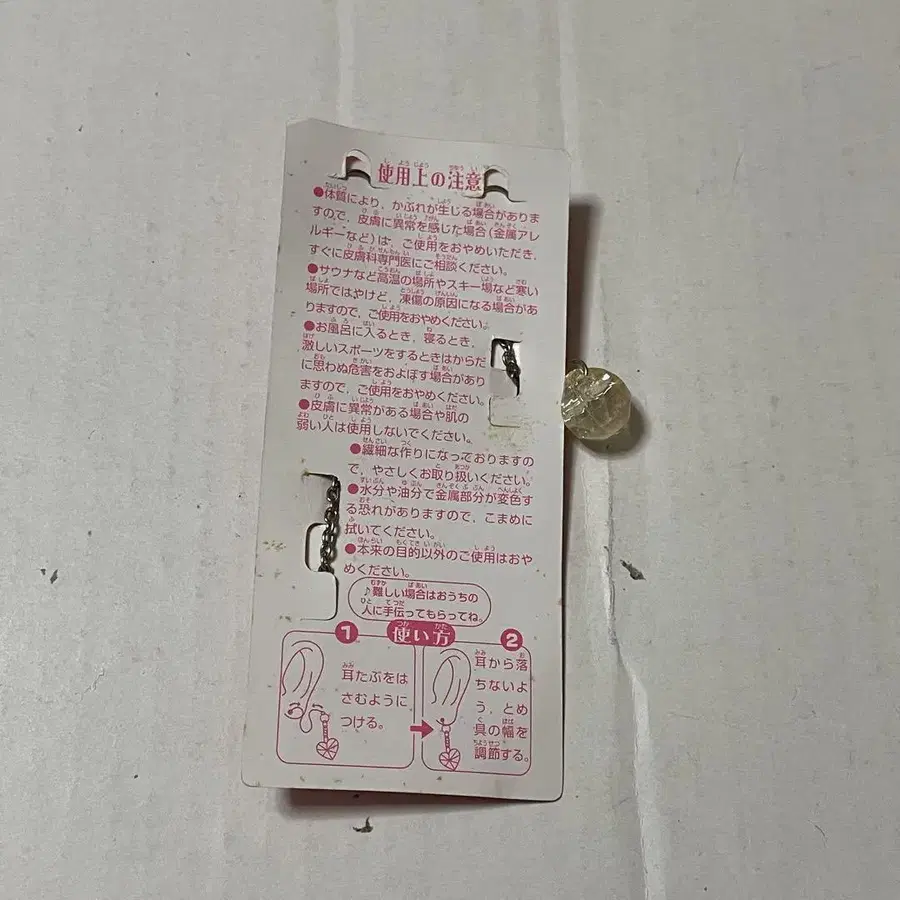 使用上の注意
●体質により、かぶれが生じる場合がありま
すので、皮膚に異常を感じた場合(金属アレ
ルギーなど)は、ご使用をおやめいただき、
すぐに皮膚科専門医にご相談ください。
●サウナなど高温の場所やスキー場など寒い
場所ではやけど、凍傷の原因になる場合があ
りますので、ご使用をおやめください。
●お風呂に入るとき、寝るとき、
激しいスポーツをするときはからだ
に思わぬ危害をおよぼす場合があり
ますので、ご使用をおやめください。
●皮膚に異常がある場合や肌の
弱い人は使用しないでください。
●繊細な作りになっておりますの
で、やさしくお取り扱いください。
●水分や油分で金属部分が変色す
る恐れがありますので、こまめに
拭いてください。
●本来の目的以外のご使用はおや
めください。
♪難しい場合はおうちの
人に手伝ってもらってね。
使い方
1
耳たぶをは
さむように
つける。
2
耳から落
ちないよ
う、とめ
具の幅を
調節する。